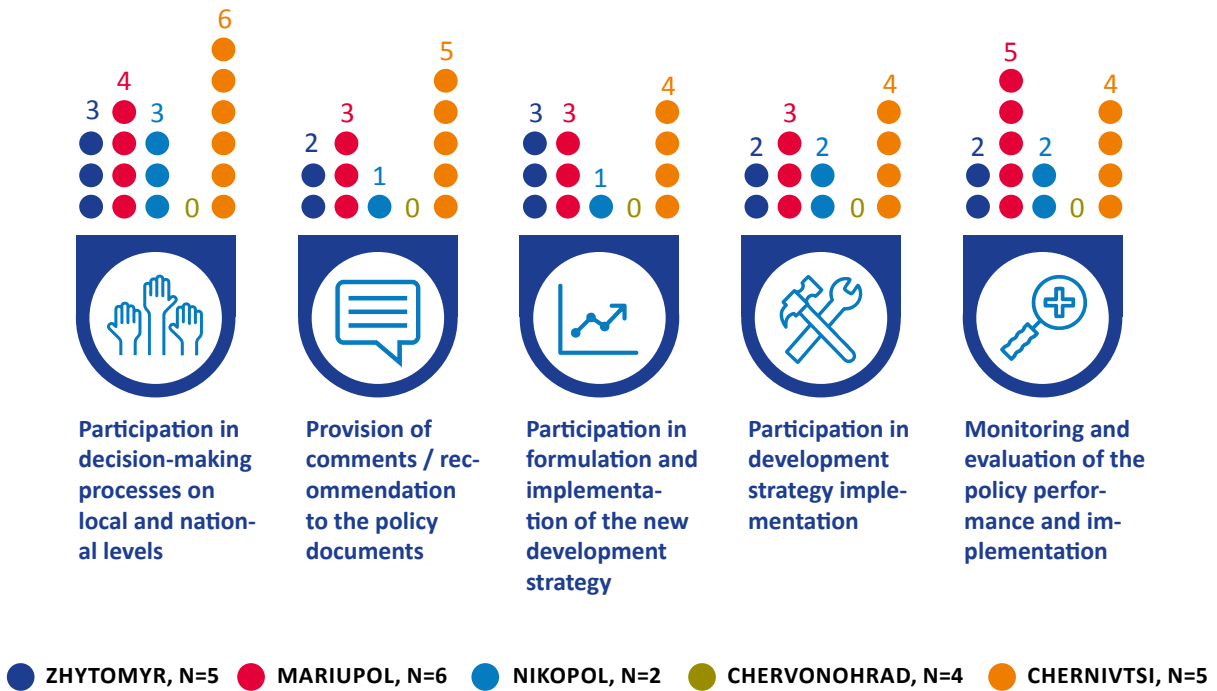 6
4
3
3
0
5
3
2
1
0
4
3
3
1
0
4
3
2
2
0
5
4
2
2
0
Participation in
decision-making
processes on
local and nation-
al levels
Provision of
comments / rec-
ommendation
to the policy
documents
Participation in
formulation and
implementa-
tion of the new
development
strategy
Participation in
development
strategy imple-
mentation
Monitoring and
evaluation of the
policy perfor-
mance and im-
plementation
ZHYTOMYR, N=5 MARIUPOL, N=6 NIKOPOL, N=2 CHERVONOHRAD, N=4 CHERNIVTSI, N=5